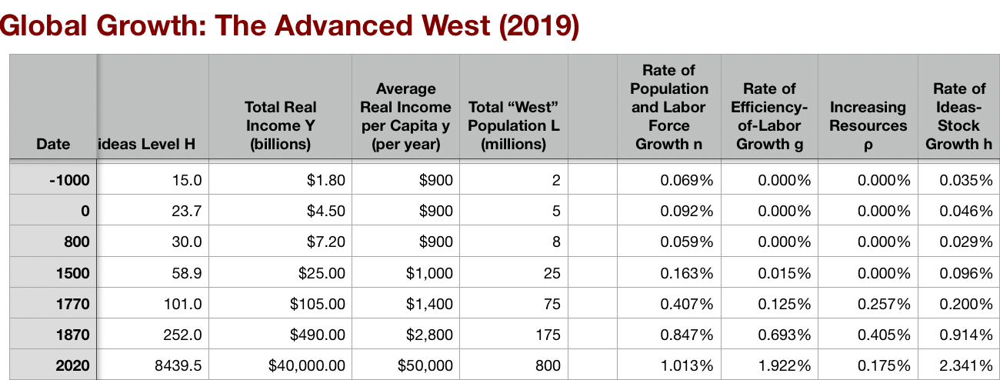 Global Growth: The Advanced West (2019)
Date ideas Level H Total Real Income Y (billions) Average Real Income per Capita y (per year) Total “West” Population L (millions) Rate of Population and Labor Force Growth n Rate of Efficiency-of-Labor Growth g Increasing Resources ρ Rate of Ideas-Stock Growth h
-1000 15.0 $1.80 $900 2 0.069% 0.000% 0.000% 0.035%
0 23.7 $4.50 $900 5 0.092% 0.000% 0.000% 0.046%
800 30.0 $7.20 $900 8 0.059% 0.000% 0.000% 0.029%
1500 58.9 $25.00 $1,000 25 0.163% 0.015% 0.000% 0.096%
1770 101.0 $105.00 $1,400 75 0.407% 0.125% 0.257% 0.200%
1870 252.0 $490.00 $2,800 175 0.847% 0.693% 0.405% 0.914%
2020 8439.5 $40,000.00 $50,000 800 1.013% 1.922% 0.175% 2.341%